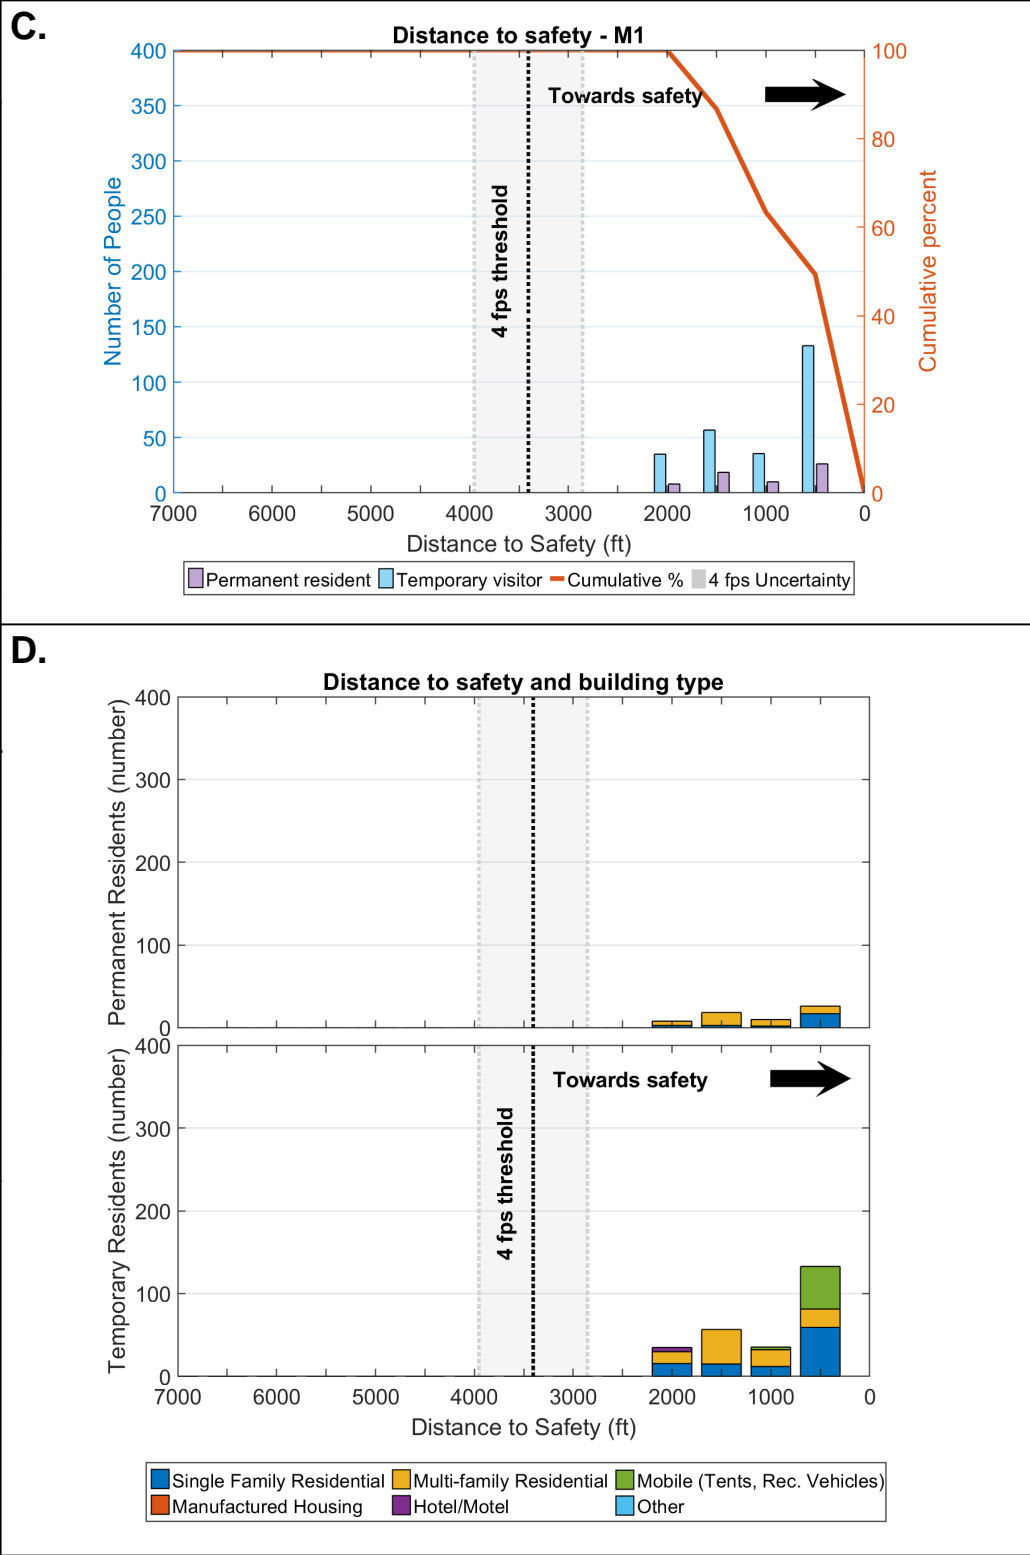 C.
Distance to safety - M1
400
350
300
250
200
150
100
50
0
Number of People
100
80
60
40
20
0
Cumulative percent
Towards safety
4 fps threshold
7000 6000 5000 4000 3000 2000 1000 0
Distance to Safety (ft)
Permanent resident Temporary visitor Cumulative % 4 fps Uncertainty
D.
Distance to safety and building type
400
300
200
100
0
Permanent Residents (number)
400
300
200
100
0
Temporary Residents (number)
Towards safety
4 fps threshold
7000 6000 5000 4000 3000 2000 1000 0
Distance to Safety (ft)
Single Family Residential Multi-family Residential Mobile (Tents, Rec. Vehicles)
Manufactured Housing Hotel/Motel Other